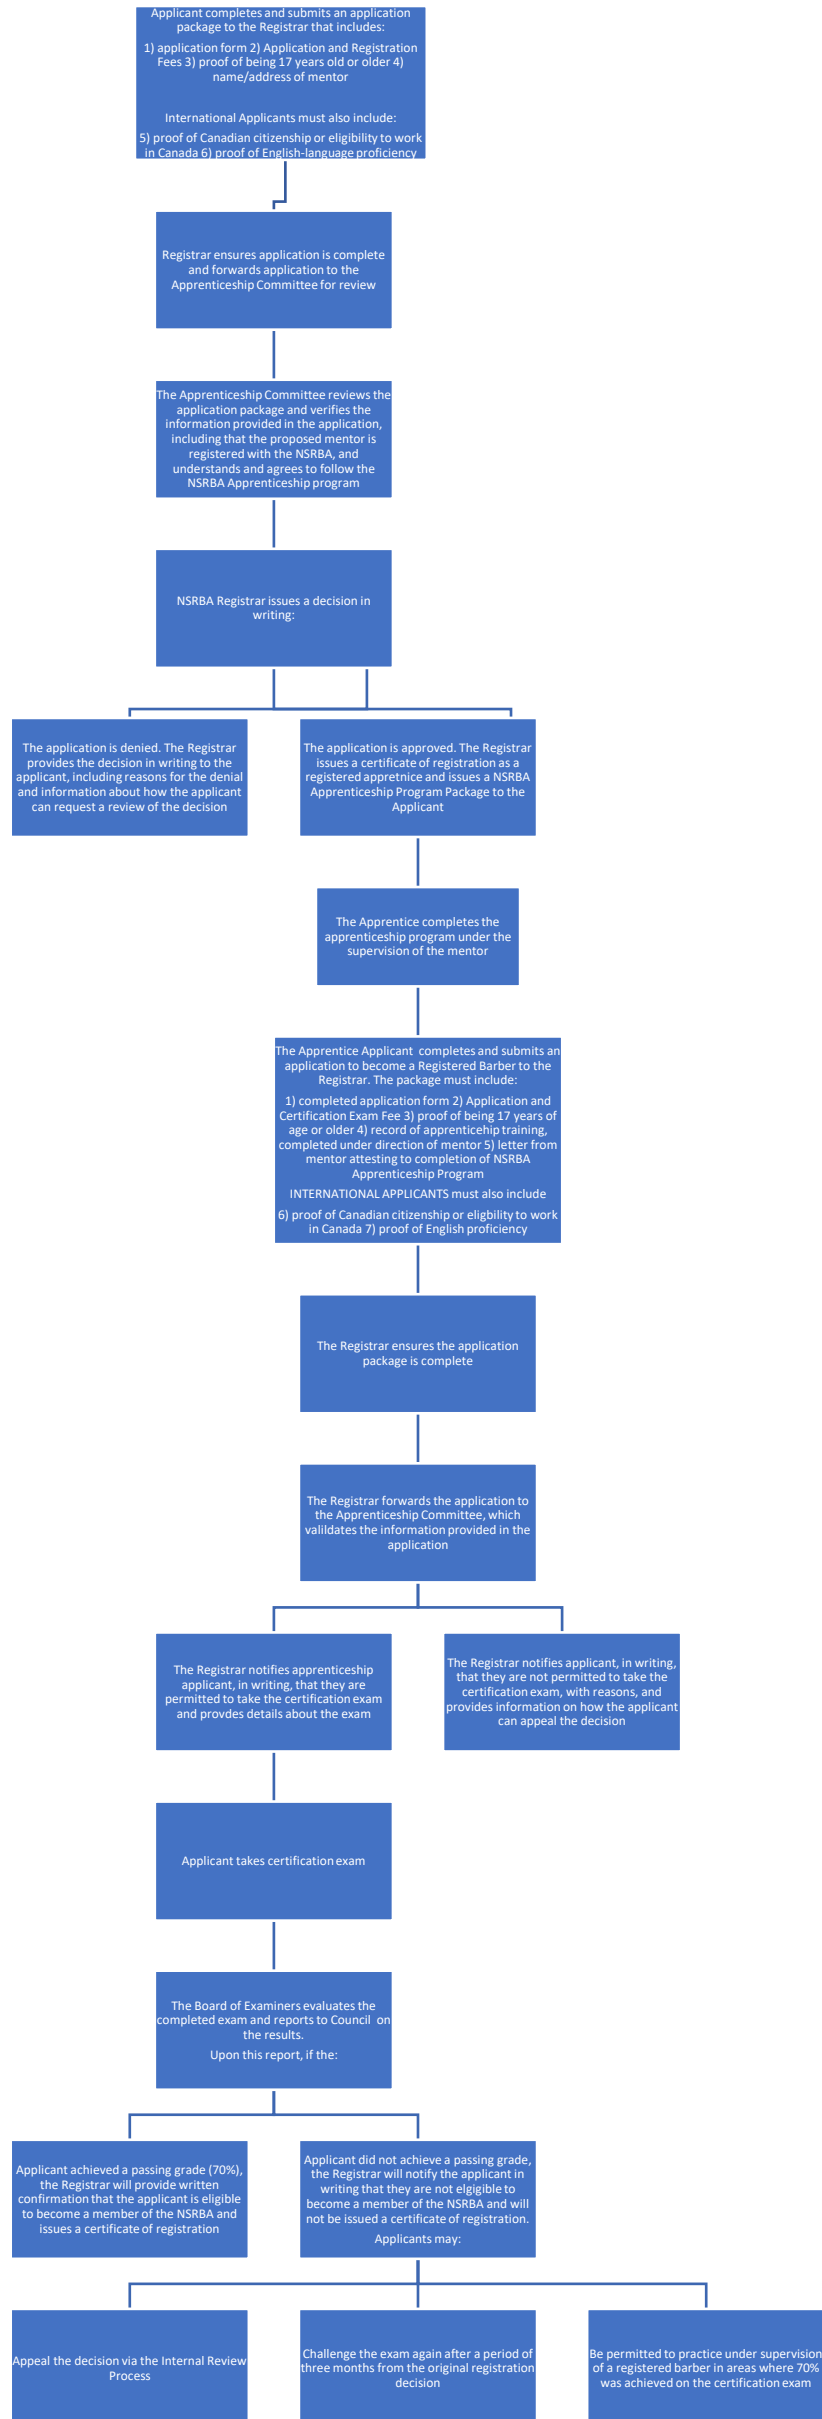 Applicant completes and submits an application
package to the Registrar that includes:
1) application form 2) Application and Registration
Fees 3) proof of being 17 years old or older 4)
name/address of mentor
International Applicants must also include:
5) proof of Canadian citizenship or eligibility to work
in Canada 6) proof of English-language proficiency
Registrar ensures application is complete
and forwards application to the
Apprenticeship Committee for review
The Apprenticeship Committee reviews the
application package and verifies the
information provided in the application,
including that the proposed mentor is
registered with the NSRBA, and
understands and agrees to follow the
NSRBA Apprenticeship program
NSRBA Registrar issues a decision in
writing:
The application is denied. The Registrar
provides the decision in writing to the
applicant, including reasons for the denial
and information about how the applicant
can request a review of the decision
The application is approved. The Registrar
issues a certificate of registration as a
registered appretnice and issues a NSRBA
Apprenticeship Program Package to the
Applicant
The Apprentice completes the
apprenticeship program under the
supervision of the mentor
The Apprentice Applicant completes and submits an
application to become a Registered Barber to the
Registrar. The package must include:
1) completed application form 2) Application and
Certification Exam Fee 3) proof of being 17 years of
age or older 4) record of apprenticehip training,
completed under direction of mentor 5) letter from
mentor attesting to completion of NSRBA
Apprenticeship Program
INTERNATIONAL APPLICANTS must also include
6) proof of Canadian citizenship or eligbility to work
in Canada 7) proof of English proficiency
The Registrar ensures the application
package is complete
The Registrar forwards the application to
the Apprenticeship Committee, which
valildates the information provided in the
application
The Registrar notifies apprenticeship
applicant, in writing, that they are
permitted to take the certification exam
and provdes details about the exam
The Registrar notifies applicant, in writing,
that they are not permitted to take the
certification exam, with reasons, and
provides information on how the applicant
can appeal the decision
Applicant takes certification exam
The Board of Examiners evaluates the
completed exam and reports to Council on
the results.
Upon this report, if the:
Applicant achieved a passing grade (70%),
the Registrar will provide written
confirmation that the applicant is eligible
to become a member of the NSRBA and
issues a certificate of registration
Applicant did not achieve a passing grade,
the Registrar will notify the applicant in
writing that they are not elgigible to
become a member of the NSRBA and will
not be issued a certificate of registration.
Applicants may:
Appeal the decision via the Internal Review
Process
Challenge the exam again after a period of
three months from the original registration
decision
Be permitted to practice under supervision
of a registered barber in areas where 70%
was achieved on the certification exam